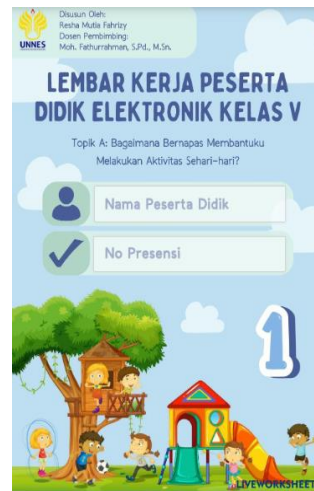 Disusun Oleh:
Resha Mutia Fahrizy
Dosen Pembimbing:
Moh. Fathurrahman, S.Pd., M.Sn.
UNNES
LEMBAR KERJA PESERTA
DIDIK ELEKTRONIK KELAS V
Topik A: Bagaimana Bernapas Membantuku
Melakukan Aktivitas Sehari-hari?
Nama Peserta Didik
No Presensi
1
LIVEWORKSHEET